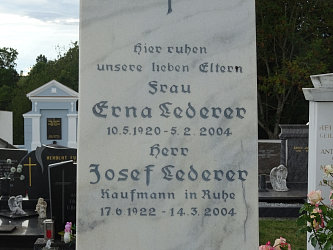 Hier ruhen
unsere lieben Eltern
Frau
Erna Lederer
10.5.1920 - 5.2.2004
Herr
Josef Lederer
Kaufmann in Ruhe
17.6.1922 - 14.3.2004